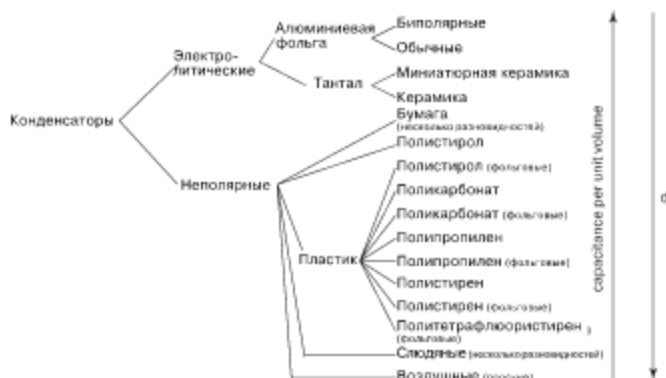 Конденсаторы
Электро-
литические
Неполярные
Алюминиевая
фольга
Тантал
Пластик
Биполярные
Обычные
Миниатюрная керамика
Керамика
Бумага
(несколько разновидностей)
Полистирол
Полистирол (фольговые)
Поликарбонат
Поликарбонат (фольговые)
Полипропилен
Полипропилен (фольговые)
Полистирен
Полистирен (фольговые)
Политетрафлюористирен )
(фольговые)
Слюдяные (несколько разновидностей)
Воздушные
capacitance per unit volume